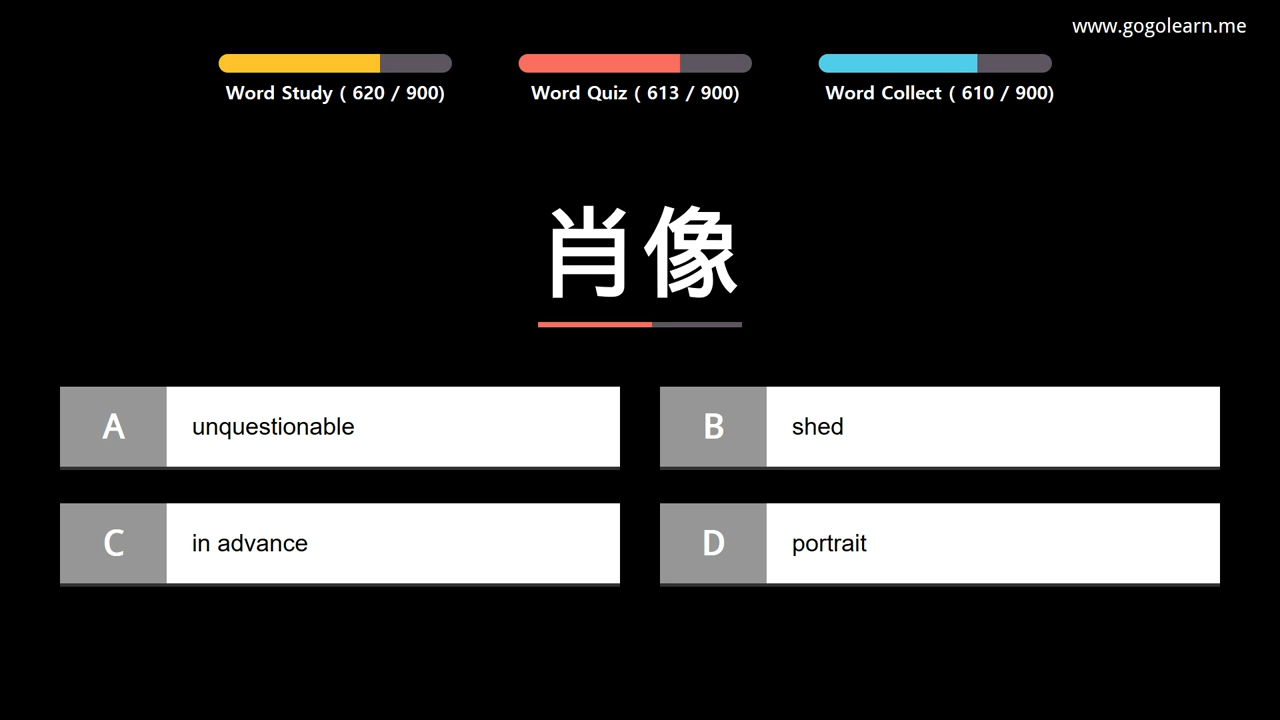 www.gogolearn.me
Word Study ( 620 / 900)
Word Quiz ( 613 / 900)
Word Collect ( 610 / 900)
肖像
A unquestionable
B shed
C in advance
D portrait